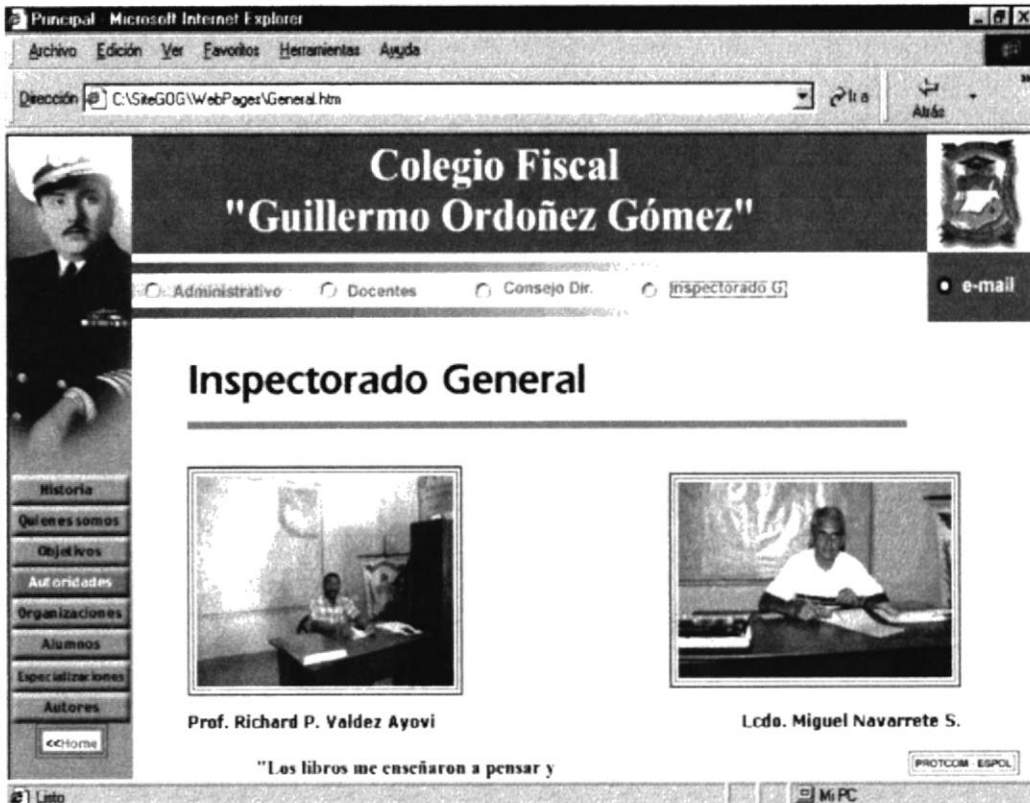 Principal - Microsoft Internet Explorer
Archivo Edición Ver Favoritos Herramientas Ayuda
Dirección C:\SiteGOG\WebPages\General.htm Ir a Atrás »
Colegio Fiscal
"Guillermo Ordoñez Gómez"
Administrativo Docentes Consejo Dir. Inspectorado G. e-mail
Inspectorado General
Historia
Quienes somos
Objetivos
Autoridades
Organizaciones
Alumnos
Especializaciones
Autores
<<Home
Prof. Richard P. Valdez Ayovi Lcdo. Miguel Navarrete S.
"Los libros me enseñaron a pensar y
PROTCOM - ESPOL
Listo Mi PC